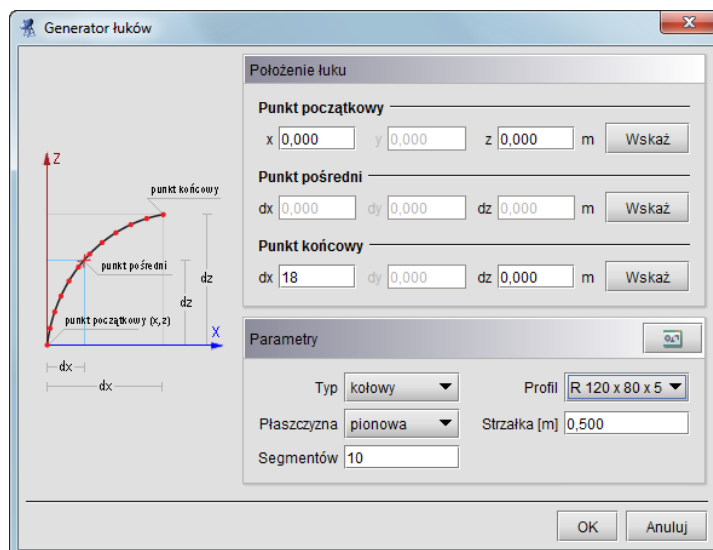 Generator łuków
Z
punkt końcowy
punkt pośredni
dz
dz
punkt początkowy (x, z)
X
dx
dx
Położenie łuku
Punkt początkowy
x 0,000 y 0,000 z 0,000 m Wskaż
Punkt pośredni
dx 0,000 dy 0,000 dz 0,000 m Wskaż
Punkt końcowy
dx 18 dy 0,000 dz 0,000 m Wskaż
Parametry
Typ kołowy Profil R 120 x 80 x 5
Płaszczyzna pionowa Strzałka [m] 0,500
Segmentów 10
OK Anuluj